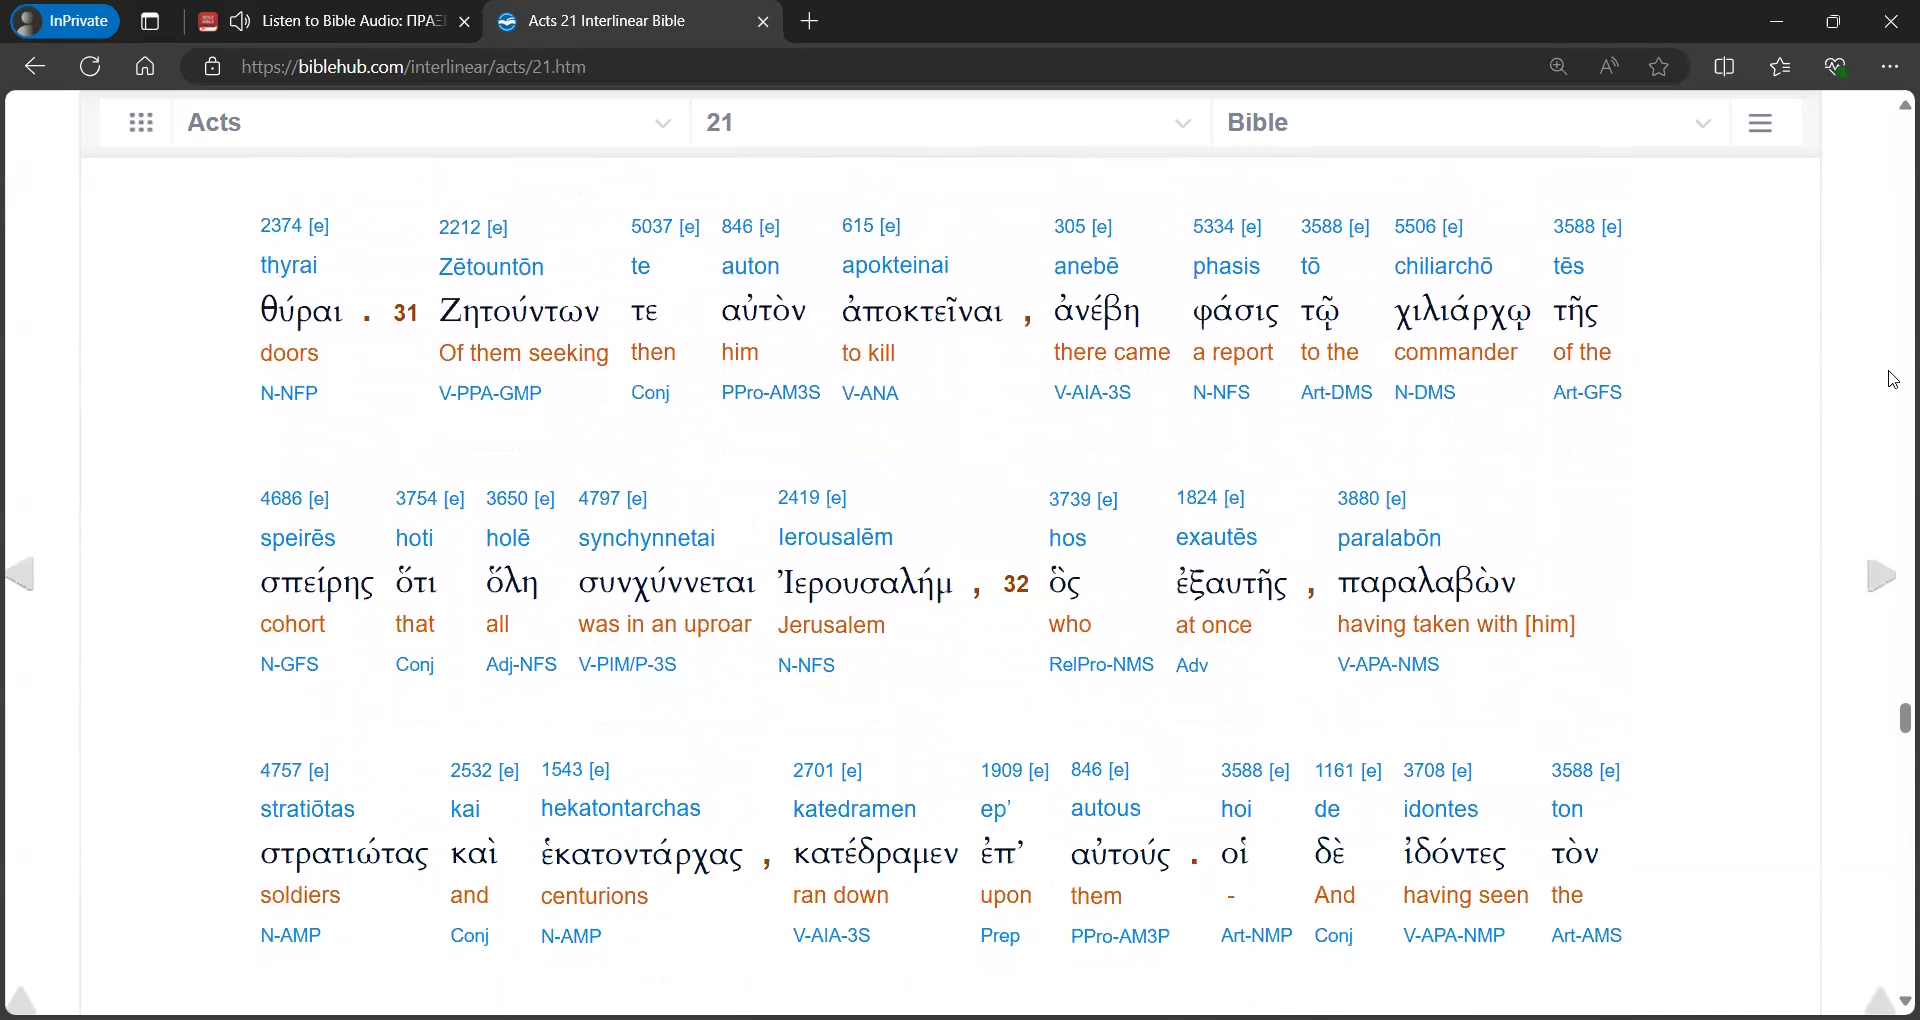 InPrivate Listen to Bible Audio: ΠΡΑΞ Acts 21 Interlinear Bible
https://biblehub.com/interlinear/acts/21.htm
Acts 21 Bible
2374 [e] 2212 [e] 5037 [e] 846 [e] 615 [e] 305 [e] 5334 [e] 3588 [e] 5506 [e] 3588 [e]
thyrai Zētountōn te auton apokteinai anebē phasis tō chiliarchō tēs
θύραι . 31 Ζητούντων τε αὐτὸν ἀποκτεῖναι , ἀνέβη φάσις τῷ χιλιάρχῳ τῆς
doors Of them seeking then him to kill there came a report to the commander of the
N-NFP V-PPA-GMP Conj PPro-AM3S V-ANA V-AIA-3S N-NFS Art-DMS N-DMS Art-GFS
4686 [e] 3754 [e] 3650 [e] 4797 [e] 2419 [e] 3739 [e] 1824 [e] 3880 [e]
speirēs hoti holē synchynnetai Ierousalēm hos exautēs paralabōn
σπείρης ὅτι ὅλη συνχύννεται Ἰερουσαλήμ , 32 ὃς ἐξαυτῆς , παραλαβὼν
cohort that all was in an uproar Jerusalem who at once having taken with [him]
N-GFS Conj Adj-NFS V-PIM/P-3S N-NFS RelPro-NMS Adv V-APA-NMS
4757 [e] 2532 [e] 1543 [e] 2701 [e] 1909 [e] 846 [e] 3588 [e] 1161 [e] 3708 [e] 3588 [e]
stratiōtas kai hekatontarchas katedramen ep’ autous hoi de idontes ton
στρατιώτας καὶ ἑκατοντάρχας , κατέδραμεν ἐπ’ αὐτούς . οἱ δὲ ἰδόντες τὸν
soldiers and centurions ran down upon them - And having seen the
N-AMP Conj N-AMP V-AIA-3S Prep PPro-AM3P Art-NMP Conj V-APA-NMP Art-AMS